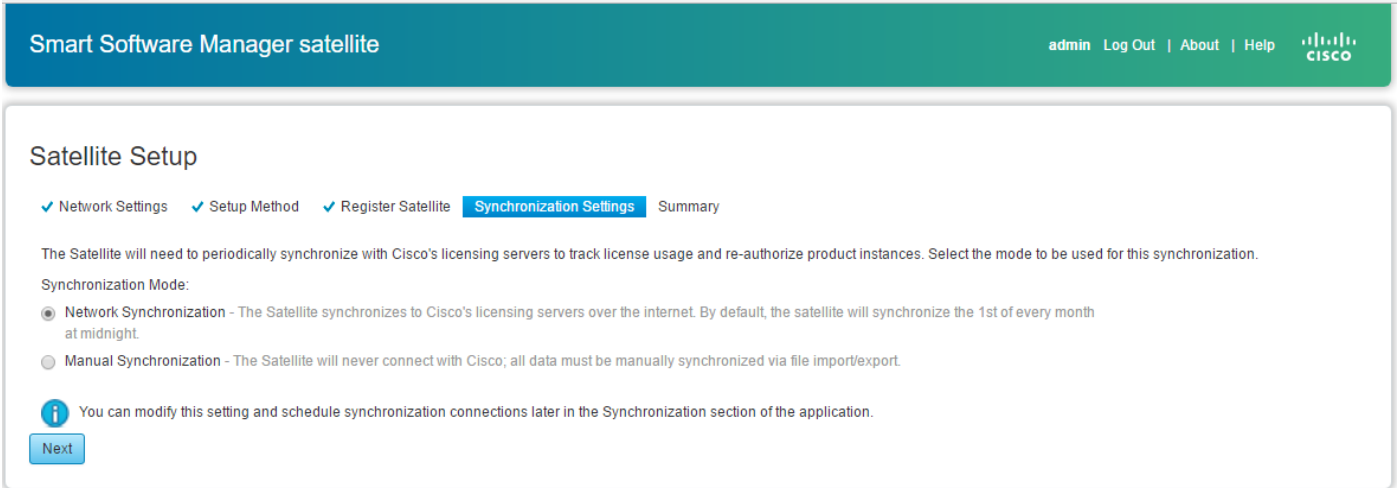 Smart Software Manager satellite
admin Log Out | About | Help
CISCO
Satellite Setup
Network Settings Setup Method Register Satellite Synchronization Settings Summary
The Satellite will need to periodically synchronize with Cisco's licensing servers to track license usage and re-authorize product instances. Select the mode to be used for this synchronization.
Synchronization Mode:
Network Synchronization - The Satellite synchronizes to Cisco's licensing servers over the internet. By default, the satellite will synchronize the 1st of every month
at midnight.
Manual Synchronization - The Satellite will never connect with Cisco; all data must be manually synchronized via file import/export.
You can modify this setting and schedule synchronization connections later in the Synchronization section of the application.
Next